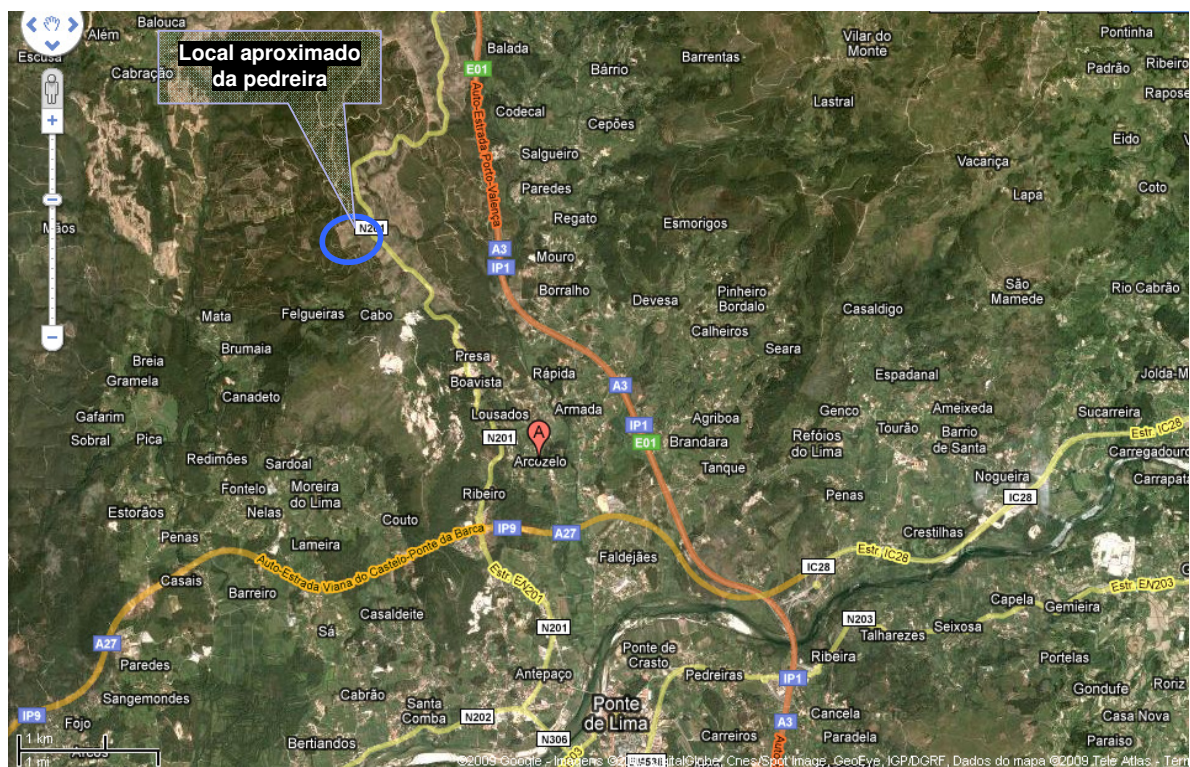 Balouca
Além
Escusa
Cabração
Local aproximado
da pedreira
Balada
E01
Auto-Estrada Porto-Valença
Bárrio
Barrentas
Vilar do
Monte
Pontinha
Padrão
Ribeiro
Codecal
Cepões
Lastral
Eido
Salgueiro
Vacariça
Paredes
Lapa
Coto
Regato
Esmorigos
N201
A3
IP1
Mouro
Borralho
Devesa
Pinheiro
Bordalo
Casaldigo
São
Mamede
Rio Cabrão
Mata
Felgueiras
Cabo
Calheiros
Brumaia
Presa
Seara
Breia
Gramela
Boavista
Rápida
A3
Espadanal
Canadeto
Gafarim
Lousados
Armada
IP1
Agriboa
Genco
Ameixeda
Sucarreira
Sobral
Pica
N201
A
E01
Brandara
Refóios
do Lima
Tourão
Barrio
de Santa
Estr. IC28
Redimões
Sardoal
Arcozelo
Tanque
Nogueira
Fontelo
Moreira
do Lima
Ribeiro
Penas
IC28
Estorãos
Nelas
Couto
Crestilhas
Penas
Lameira
Auto-Estrada Viana do Castelo-Ponte da Barca
IP9
A27
Faldejães
IC28
Estr. IC28
Casais
Barreiro
Estr. EN201
Estr. EN203
Casaldeite
Sá
N201
N203
Capela
Gemieira
Talharezes
Seixosa
A27
Paredes
Ponte de
Crasto
Ribeira
Portelas
Antepaço
Pedreiras
IP1
Sangemondes
Cabrão
Santa
Comba
Ponte
de Lima
Gondufe
Roriz
IP9
Fojo
N202
A3
Cancela
Casa Nova
1 km
Arcos
Bertiandos
N306
Carreiros
Paradela
Paraiso
1 mi